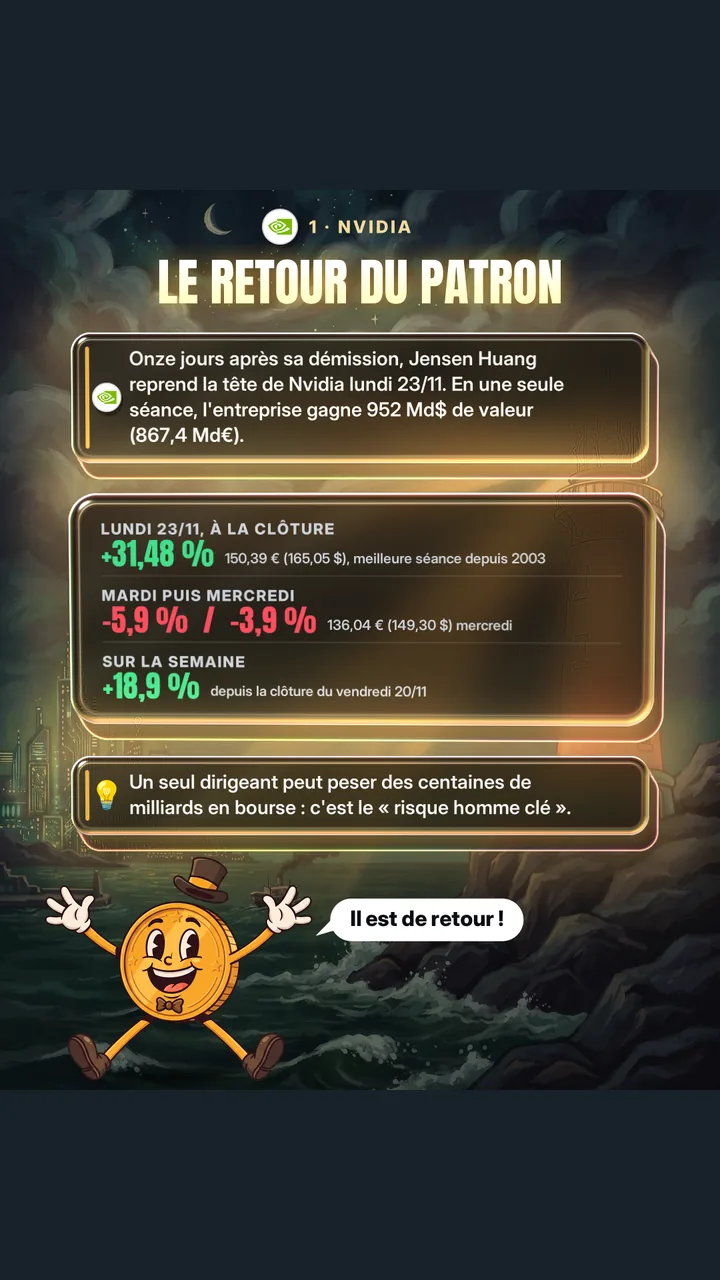 1 · NVIDIA
LE RETOUR DU PATRON
Onze jours après sa démission, Jensen Huang
reprend la tête de Nvidia lundi 23/11. En une seule
séance, l'entreprise gagne 952 Md$ de valeur
(867,4 Md€).
LUNDI 23/11, À LA CLÔTURE
+31,48 % 150,39 € (165,05 $), meilleure séance depuis 2003
MARDI PUIS MERCREDI
-5,9 % / -3,9 % 136,04 € (149,30 $) mercredi
SUR LA SEMAINE
+18,9 % depuis la clôture du vendredi 20/11
Un seul dirigeant peut peser des centaines de
milliards en bourse : c'est le « risque homme clé ».
Il est de retour !